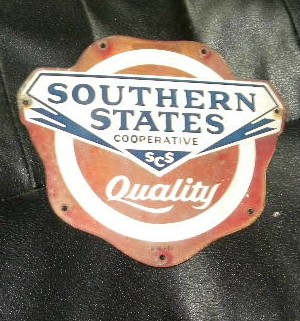 SOUTHERN
STATES
COOPERATIVE
SCS
Quality